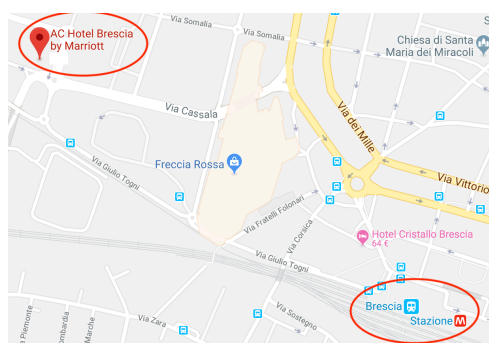 Via Somalia
Via Somalia
S
AC Hotel Brescia
by Marriott
Chiesa di Santa
Maria dei Miracoli
Via Cassala
Via dei Mille
Via Giulio Togni
Freccia Rossa
Via Vittorio
Via Fratelli Folonari
Via Corsica
Hotel Cristallo Brescia
64 €
Via Giulio Togni
Brescia
Stazione M
Via Sostegno
Via Zara
Piemonte
ombardia
Marche